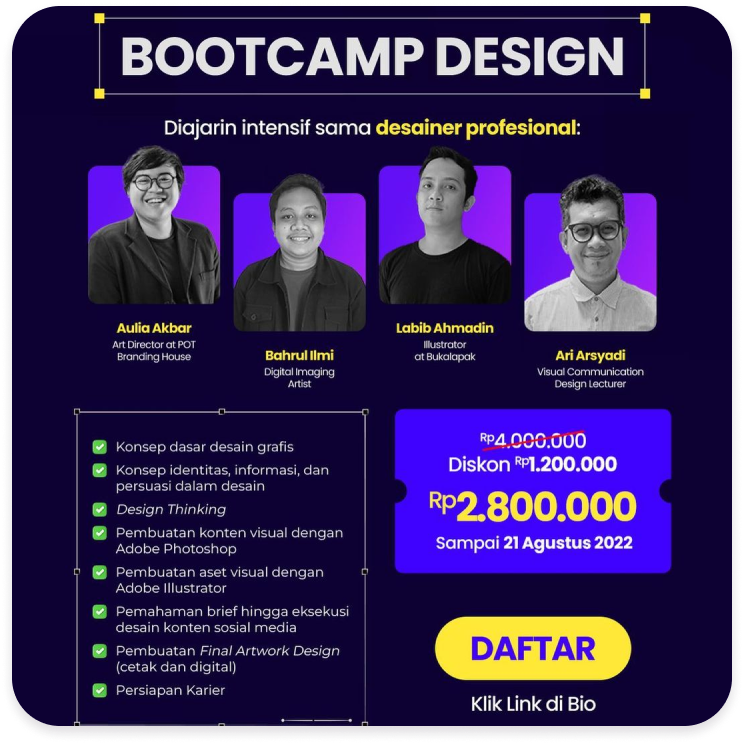 BOOTCAMP DESIGN
Diajarin intensif sama desainer profesional:
Aulia Akbar
Art Director at POT
Branding House
Bahrul Ilmi
Digital Imaging
Artist
Labib Ahmadin
Illustrator
at Bukalapak
Ari Arsyadi
Visual Communication
Design Lecturer
Konsep dasar desain grafis
Konsep identitas, informasi, dan
persuasi dalam desain
Design Thinking
Pembuatan konten visual dengan
Adobe Photoshop
Pembuatan aset visual dengan
Adobe Illustrator
Pemahaman brief hingga eksekusi
desain konten sosial media
Pembuatan Final Artwork Design
(cetak dan digital)
Persiapan Karier
Rp4.000.000
Diskon Rp1.200.000
Rp2.800.000
Sampai 21 Agustus 2022
DAFTAR
Klik Link di Bio